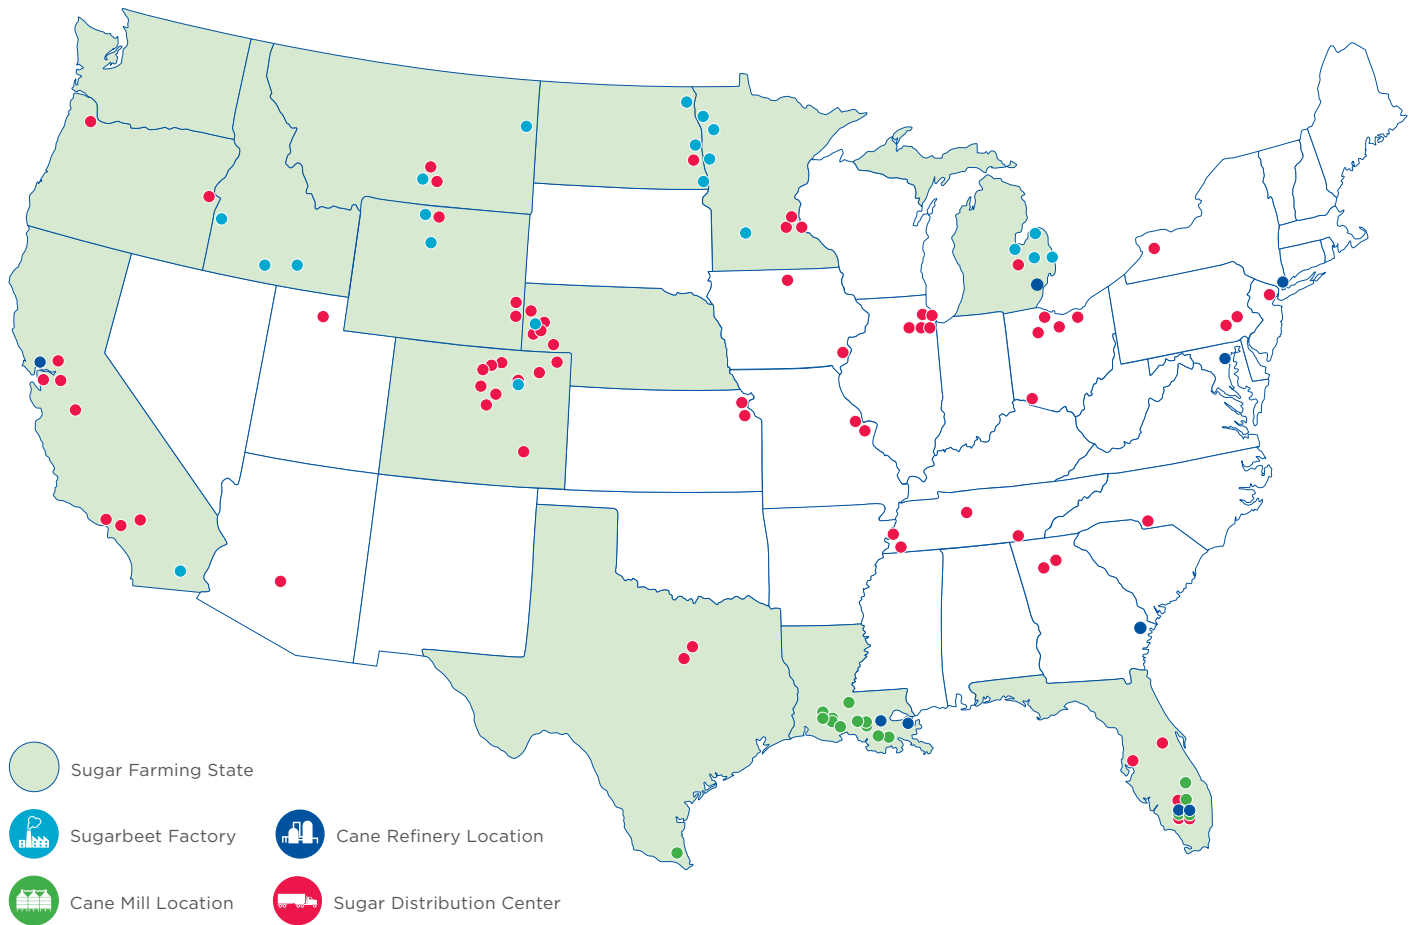 Sugar Farming State
Sugarbeet Factory
Cane Refinery Location
Cane Mill Location
Sugar Distribution Center